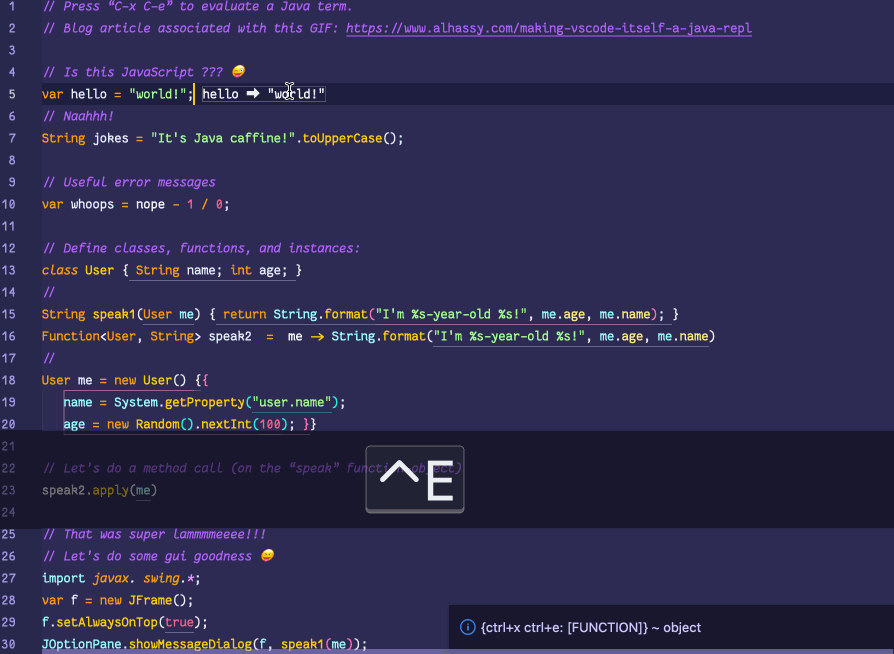 1 // Press “C-x C-e” to evaluate a Java term.
2 // Blog article associated with this GIF: https://www.alhassy.com/making-vscode-itself-a-java-repl
3
4 // Is this JavaScript ??? 🤪
5 var hello = "world!"; hello ➡ "world!"
6 // Naahhh!
7 String jokes = "It's Java caffine!".toUpperCase();
8
9 // Useful error messages
10 var whoops = nope - 1 / 0;
11
12 // Define classes, functions, and instances:
13 class User { String name; int age; }
14 //
15 String speak1(User me) { return String.format("I'm %s-year-old %s!", me.age, me.name); }
16 Function<User, String> speak2 = me -> String.format("I'm %s-year-old %s!", me.age, me.name)
17 //
18 User me = new User() {{
19 name = System.getProperty("user.name");
20 age = new Random().nextInt(100); }}
21
22 // Let's do a method call (on the “speak” function object)
23 speak2.apply(me)
24
^E
25 // That was super lammmmeeee!!!
26 // Let's do some gui goodness 😝
27 import javax. swing.*;
28 var f = new JFrame();
29 f.setAlwaysOnTop(true);
30 JOptionPane.showMessageDialog(f, speak1(me));
{ctrl+x ctrl+e: [FUNCTION]} ~ object